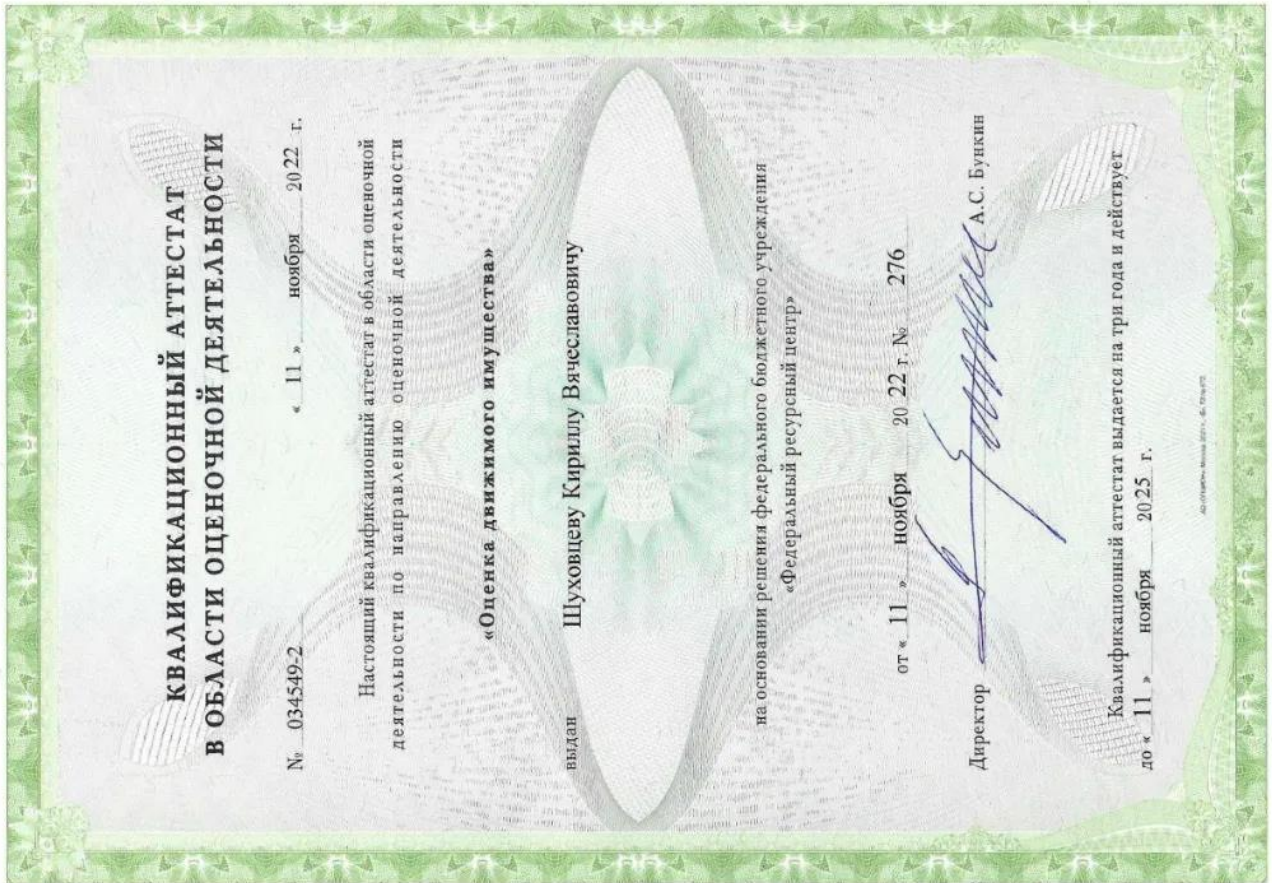 КВАЛИФИКАЦИОННЫЙ АТТЕСТАТ
В ОБЛАСТИ ОЦЕНОЧНОЙ ДЕЯТЕЛЬНОСТИ
№ 034549-2 « 11 » ноября 2022 г.
Настоящий квалификационный аттестат в области оценочной
деятельности по направлению оценочной деятельности
«Оценка движимого имущества»
выдан Шуховцеву Кириллу Вячеславовичу
на основании решения федерального бюджетного учреждения
«Федеральный ресурсный центр»
от « 11 » ноября 2022 г. № 276
Директор А.С. Бункин
Квалификационный аттестат выдается на три года и действует
до « 11 » ноября 2025 г.